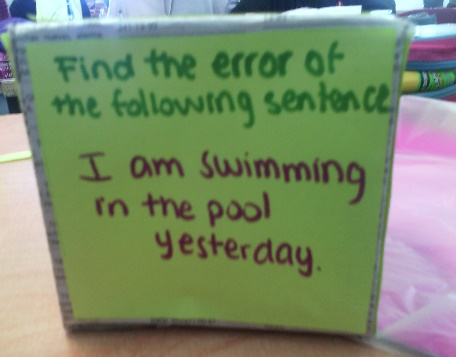 Find the error of
the following sentence
I am swimming
in the pool
yesterday.